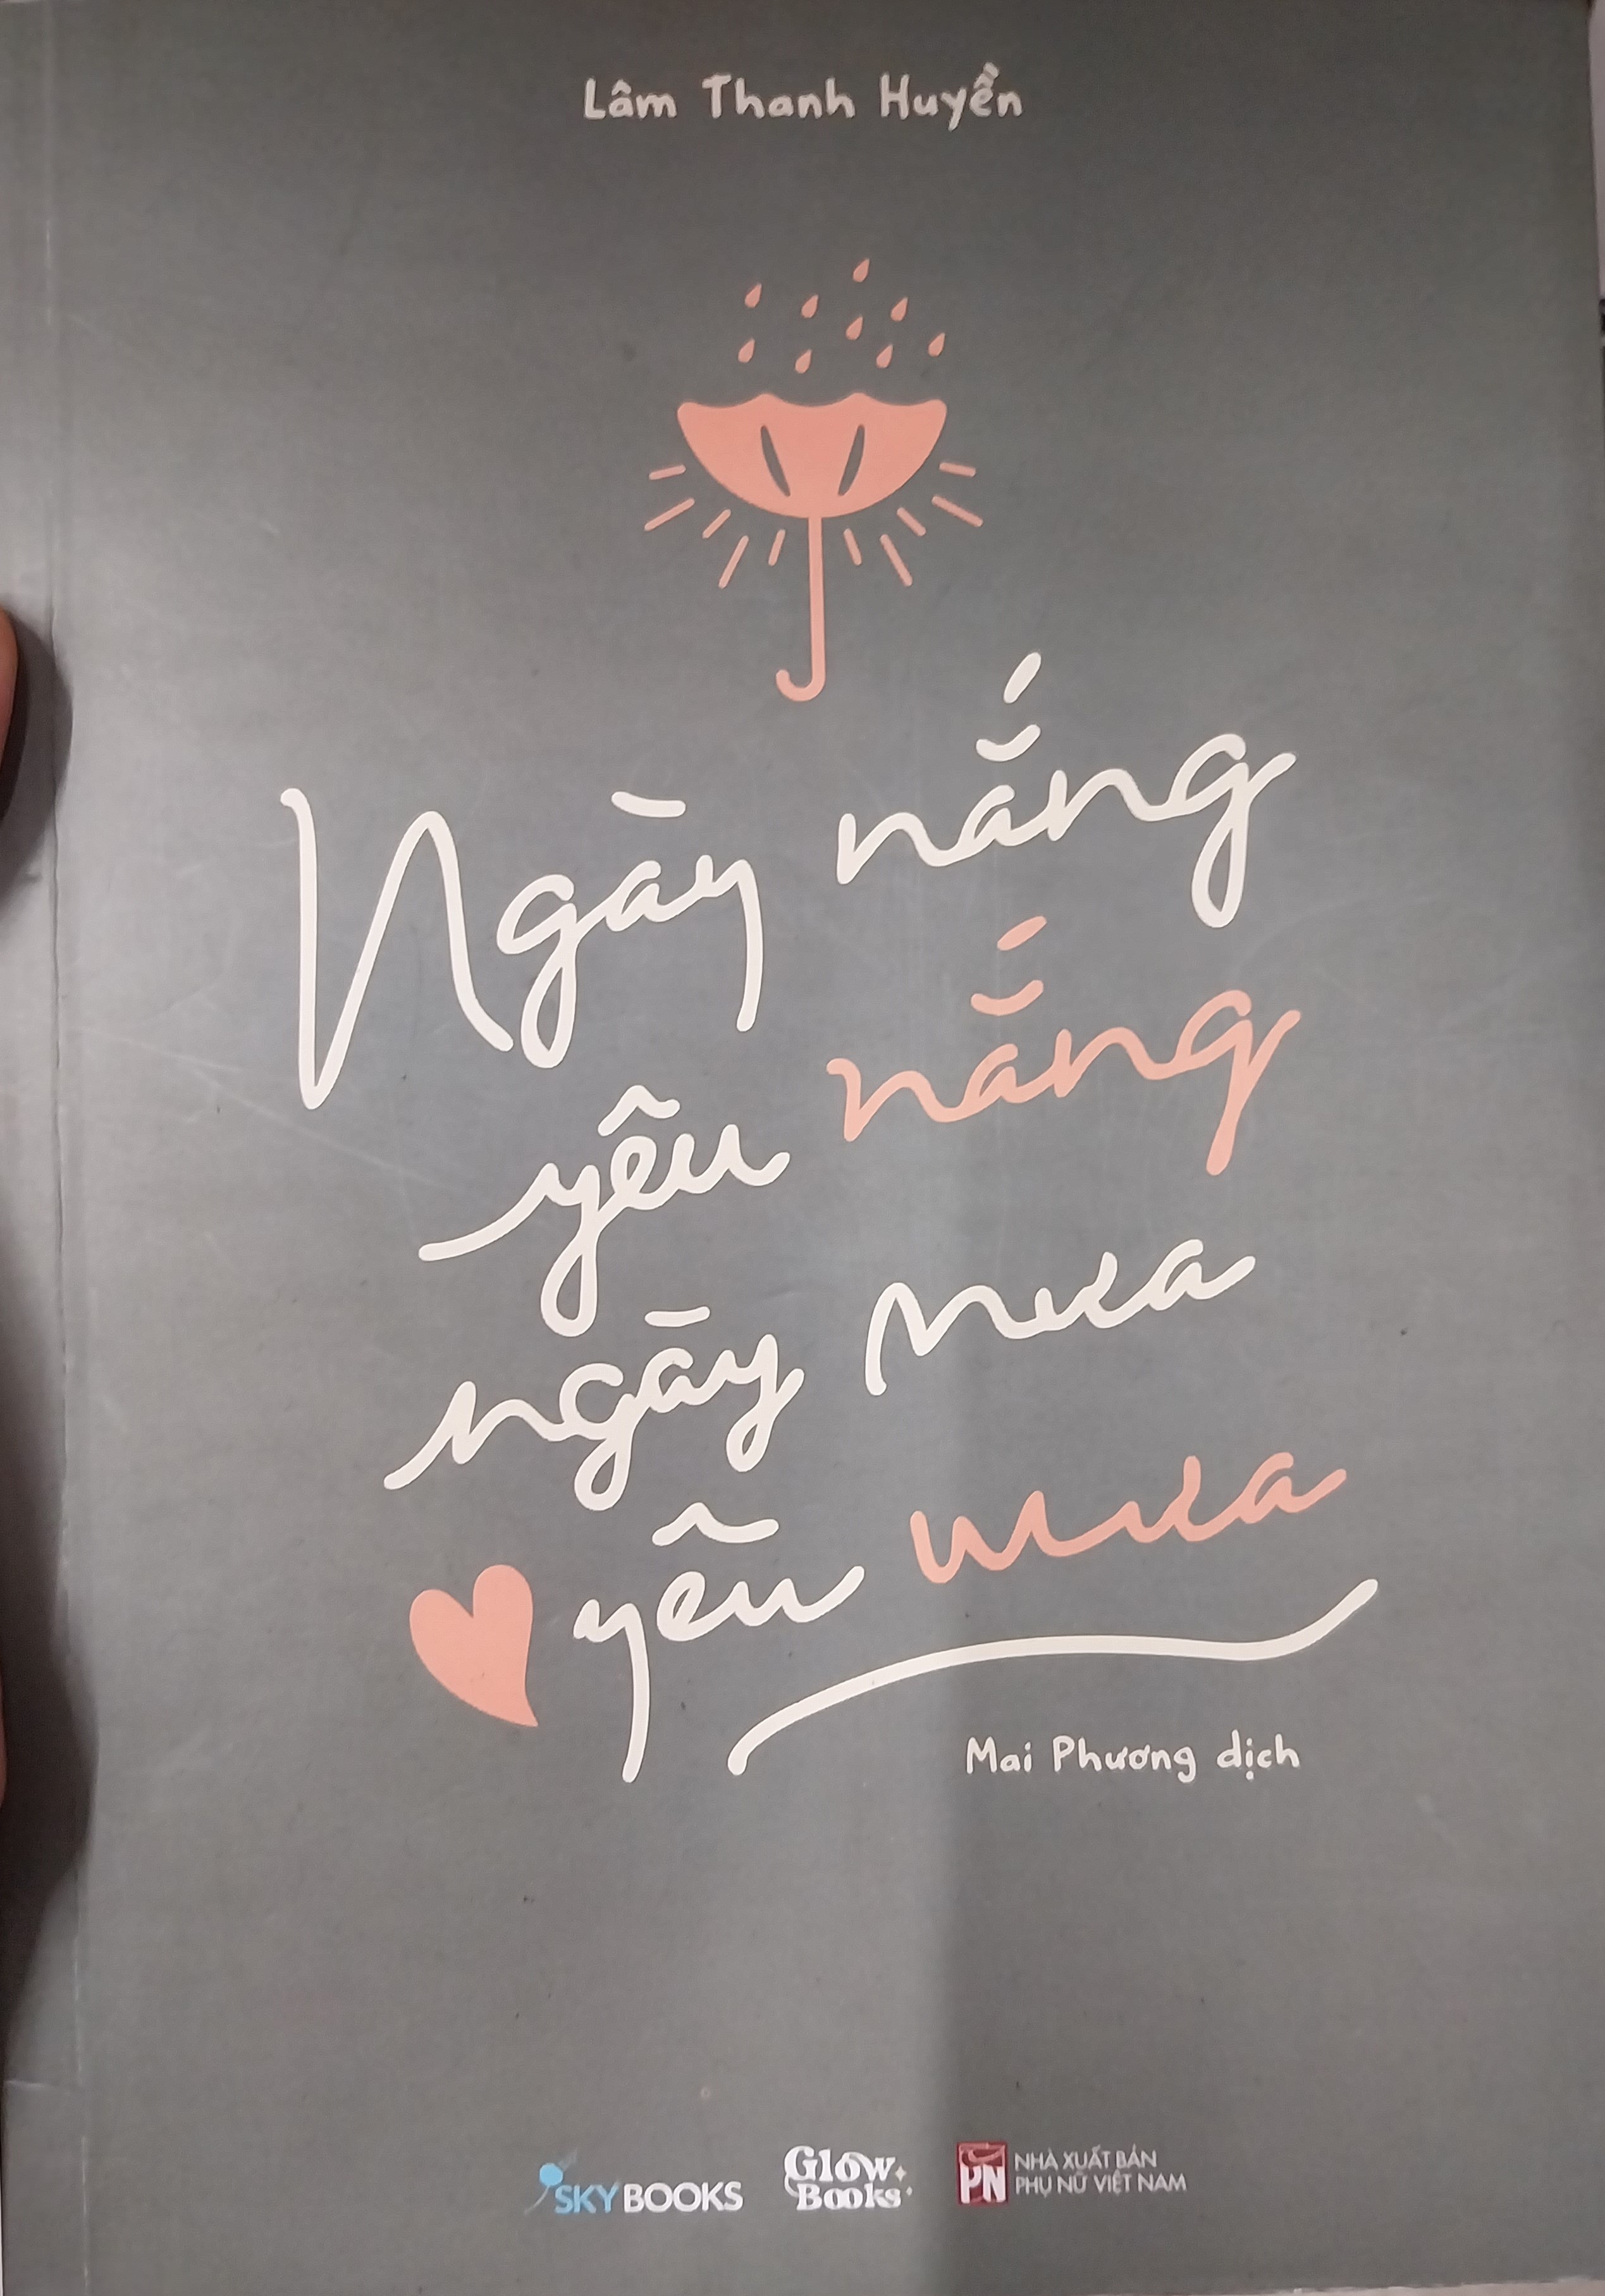 Lâm Thanh Huyền
Ngày nắng
yêu nắng
ngày mưa
yêu mưa
Mai Phương dịch
SKYBOOKS
Glow
Books
PN
NHÀ XUẤT BẢN
PHỤ NỮ VIỆT NAM